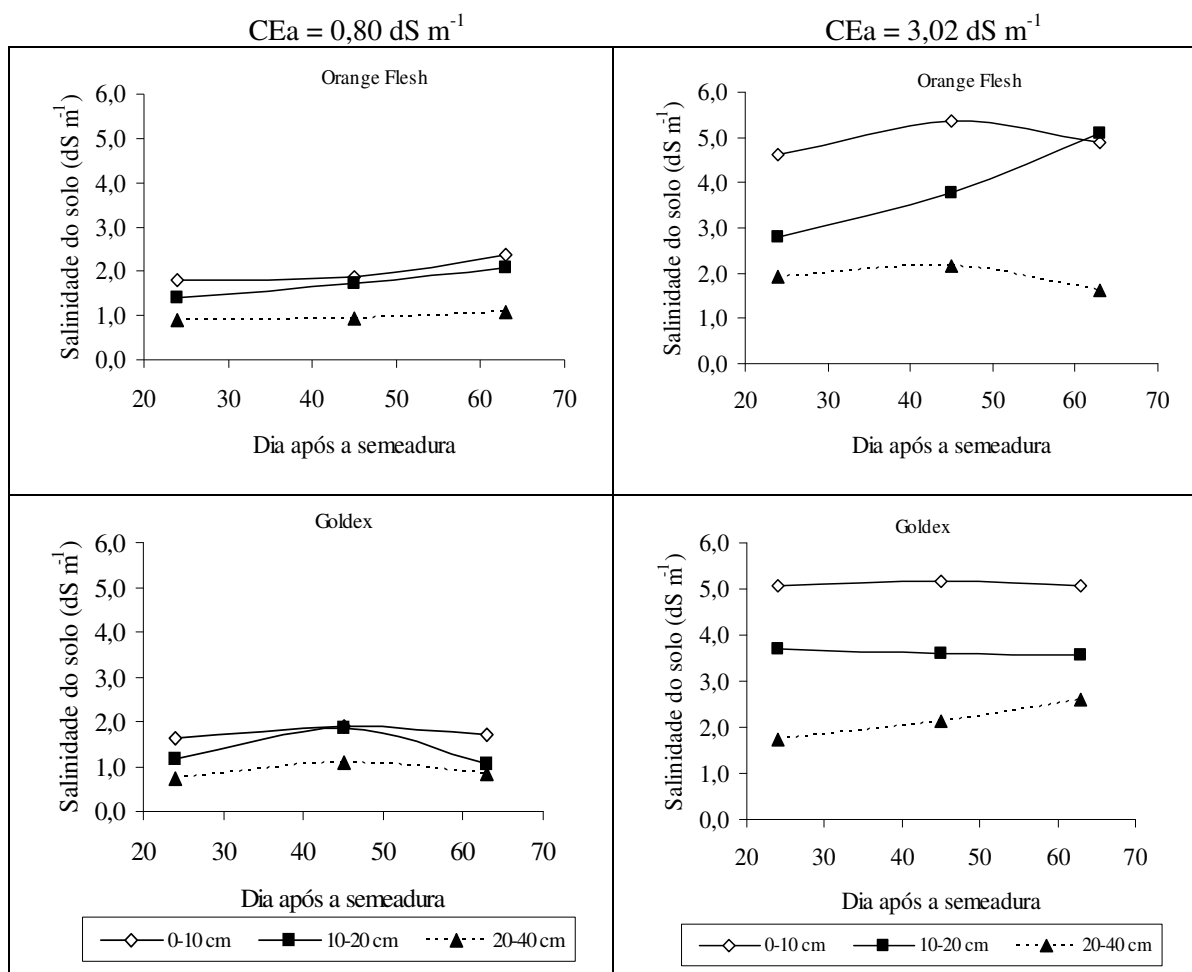 CEa = 0,80 dS m-1
CEa = 3,02 dS m-1
Orange Flesh
Salinidade do solo (dS m-1)
6,0
5,0
4,0
3,0
2,0
1,0
0,0
20 30 40 50 60 70
Dia após a semeadura
Orange Flesh
Salinidade do solo (dS m-1)
6,0
5,0
4,0
3,0
2,0
1,0
0,0
20 30 40 50 60 70
Dia após a semeadura
Goldex
Salinidade do solo (dS m-1)
6,0
5,0
4,0
3,0
2,0
1,0
0,0
20 30 40 50 60 70
Dia após a semeadura
0-10 cm 10-20 cm 20-40 cm
Goldex
Salinidade do solo (dS m-1)
6,0
5,0
4,0
3,0
2,0
1,0
0,0
20 30 40 50 60 70
Dia após a semeadura
0-10 cm 10-20 cm 20-40 cm